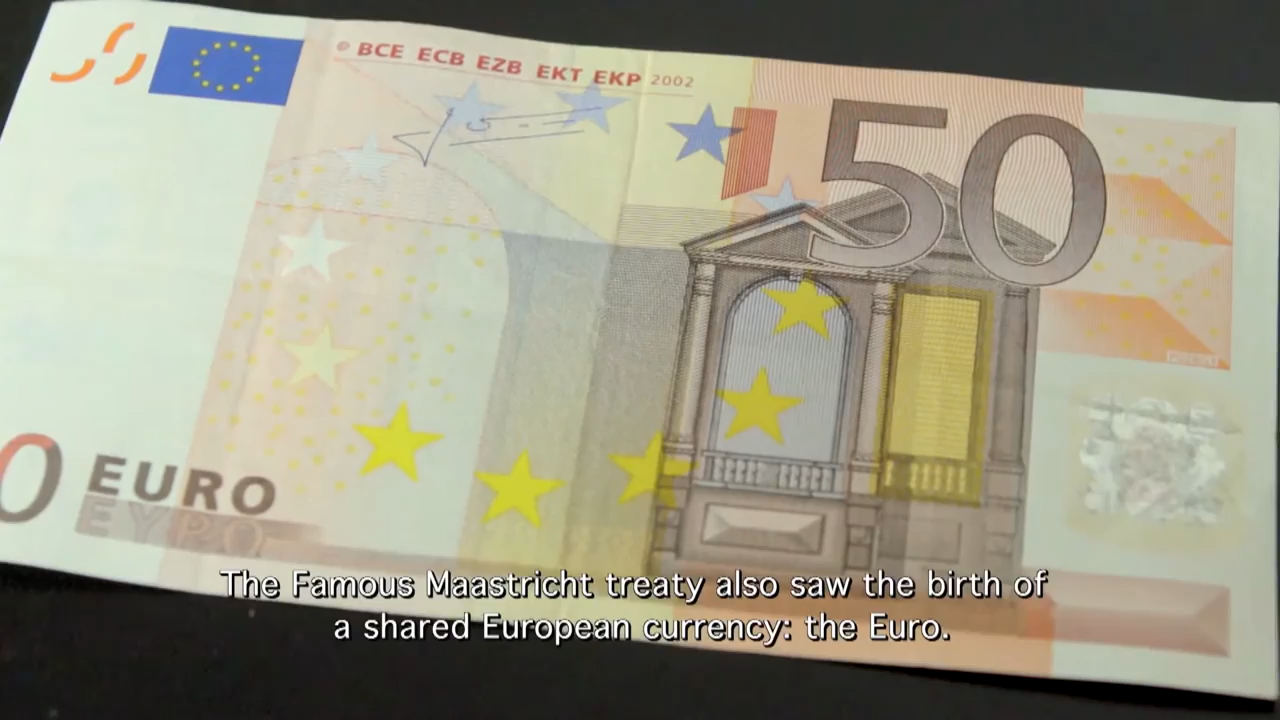 © BCE ECB EZB EKT EKP 2002
50
0 EURO
ΕΥΡΩ
The Famous Maastricht treaty also saw the birth of
a shared European currency: the Euro.